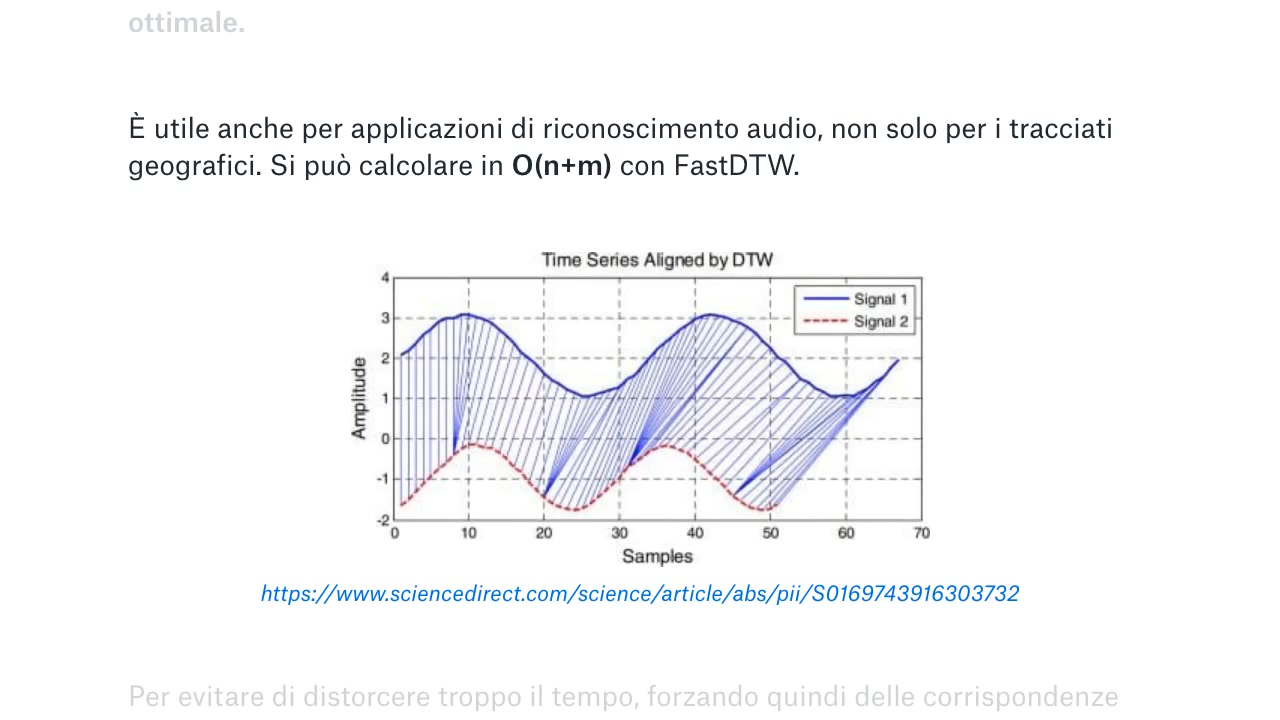 ottimale.
È utile anche per applicazioni di riconoscimento audio, non solo per i tracciati
geografici. Si può calcolare in O(n+m) con FastDTW.
Time Series Aligned by DTW
4
3
2
1
0
-1
-2
Amplitude
Signal 1
Signal 2
0 10 20 30 40 50 60 70
Samples
https://www.sciencedirect.com/science/article/abs/pii/S0169743916303732
Per evitare di distorcere troppo il tempo, forzando quindi delle corrispondenze